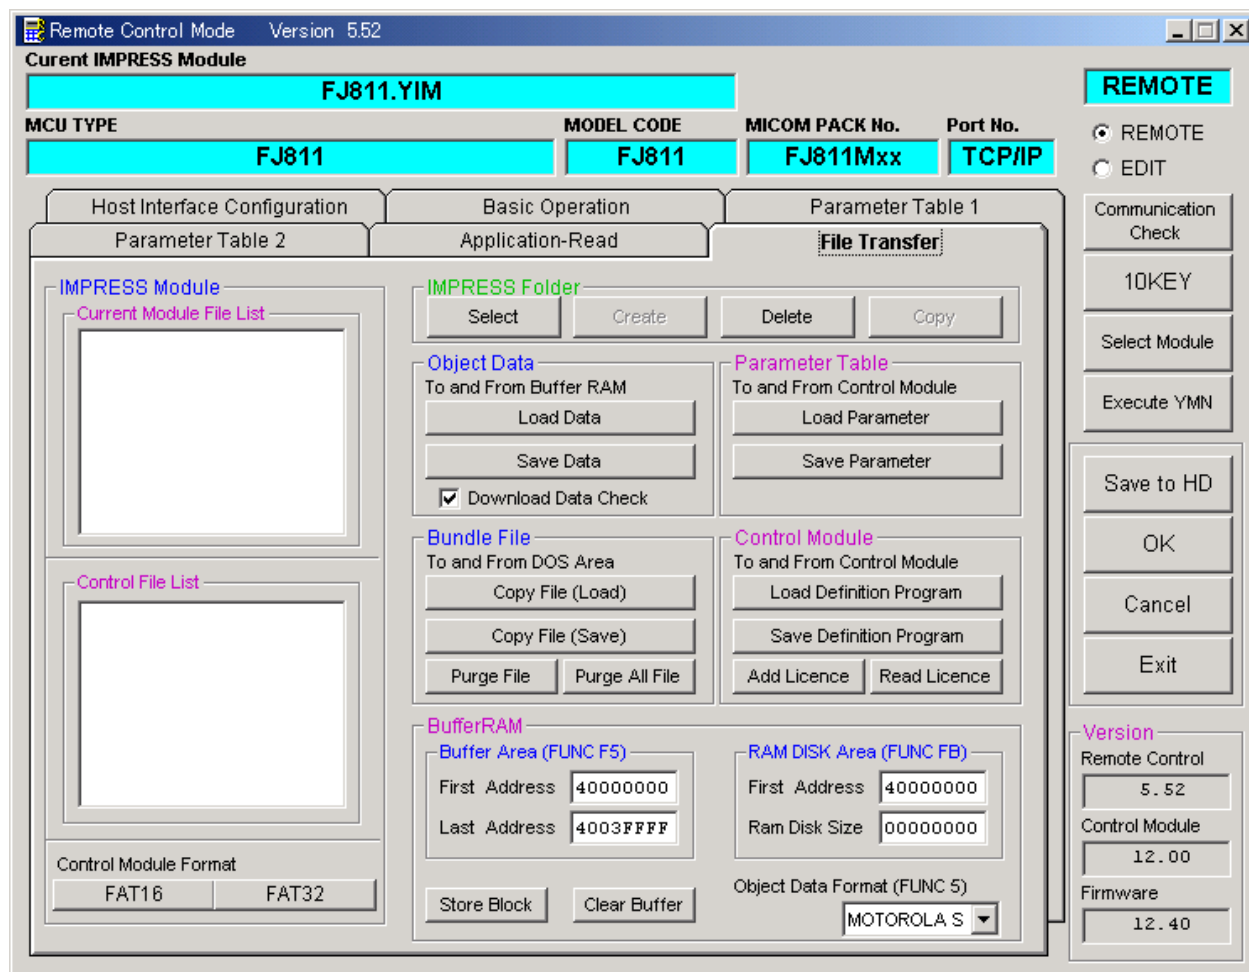 Remote Control Mode Version 5.52
Curent IMPRESS Module
FJ811.YIM
REMOTE
MCU TYPE
MODEL CODE
MICOM PACK No.
Port No.
FJ811
FJ811
FJ811Mxx
TCP/IP
REMOTE
EDIT
Host Interface Configuration
Basic Operation
Parameter Table 1
Parameter Table 2
Application-Read
File Transfer
IMPRESS Module
Current Module File List
Control File List
Control Module Format
FAT16
FAT32
IMPRESS Folder
Select
Create
Delete
Copy
Object Data
To and From Buffer RAM
Load Data
Save Data
Download Data Check
Parameter Table
To and From Control Module
Load Parameter
Save Parameter
Bundle File
To and From DOS Area
Copy File (Load)
Copy File (Save)
Purge File
Purge All File
Control Module
To and From Control Module
Load Definition Program
Save Definition Program
Add Licence
Read Licence
BufferRAM
Buffer Area (FUNC F5)
First Address 40000000
Last Address 4003FFFF
RAM DISK Area (FUNC FB)
First Address 40000000
Ram Disk Size 00000000
Store Block
Clear Buffer
Object Data Format (FUNC 5)
MOTOROLA S
Communication
Check
10KEY
Select Module
Execute YMN
Save to HD
OK
Cancel
Exit
Version
Remote Control
5.52
Control Module
12.00
Firmware
12.40